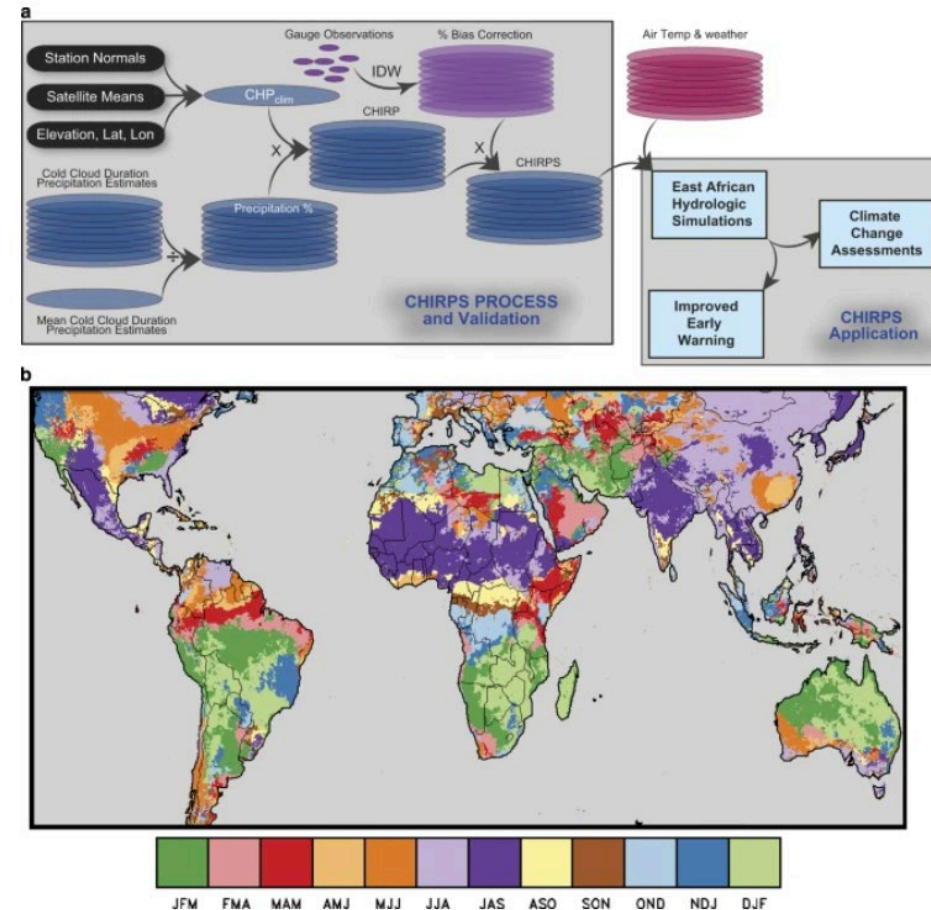 a
Gauge Observations
% Bias Correction
Air Temp & weather
Station Normals
Satellite Means
Elevation, Lat, Lon
CHPclim
IDW
CHIRP
X
X
CHIRPS
Cold Cloud Duration
Precipitation Estimates
Precipitation %
÷
Mean Cold Cloud Duration
Precipitation Estimates
CHIRPS PROCESS
and Validation
East African
Hydrologic
Simulations
Climate
Change
Assessments
Improved
Early
Warning
CHIRPS
Application
b
JFM FMA MAM AMJ MJJ JJA JAS ASO SON OND NDJ DJF